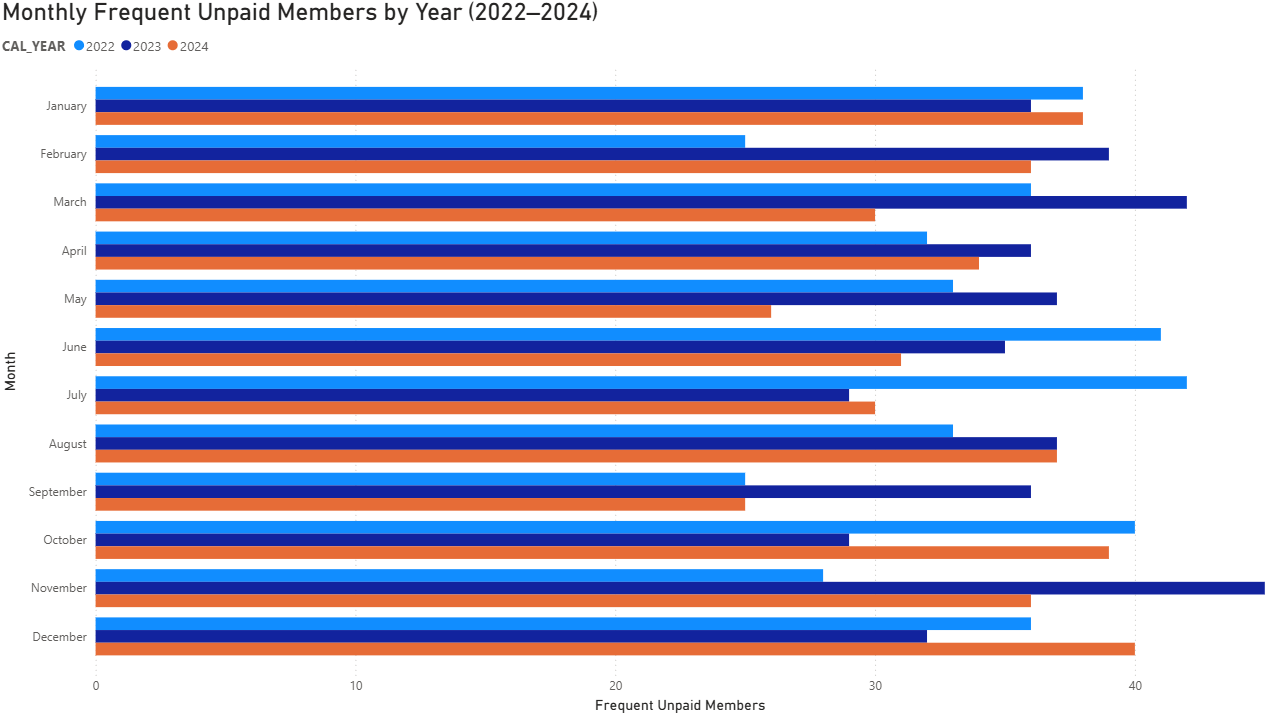 Monthly Frequent Unpaid Members by Year (2022–2024)
CAL_YEAR 2022 2023 2024
January
February
March
April
May
June
July
August
September
October
November
December
Month
0 10 20 30 40
Frequent Unpaid Members